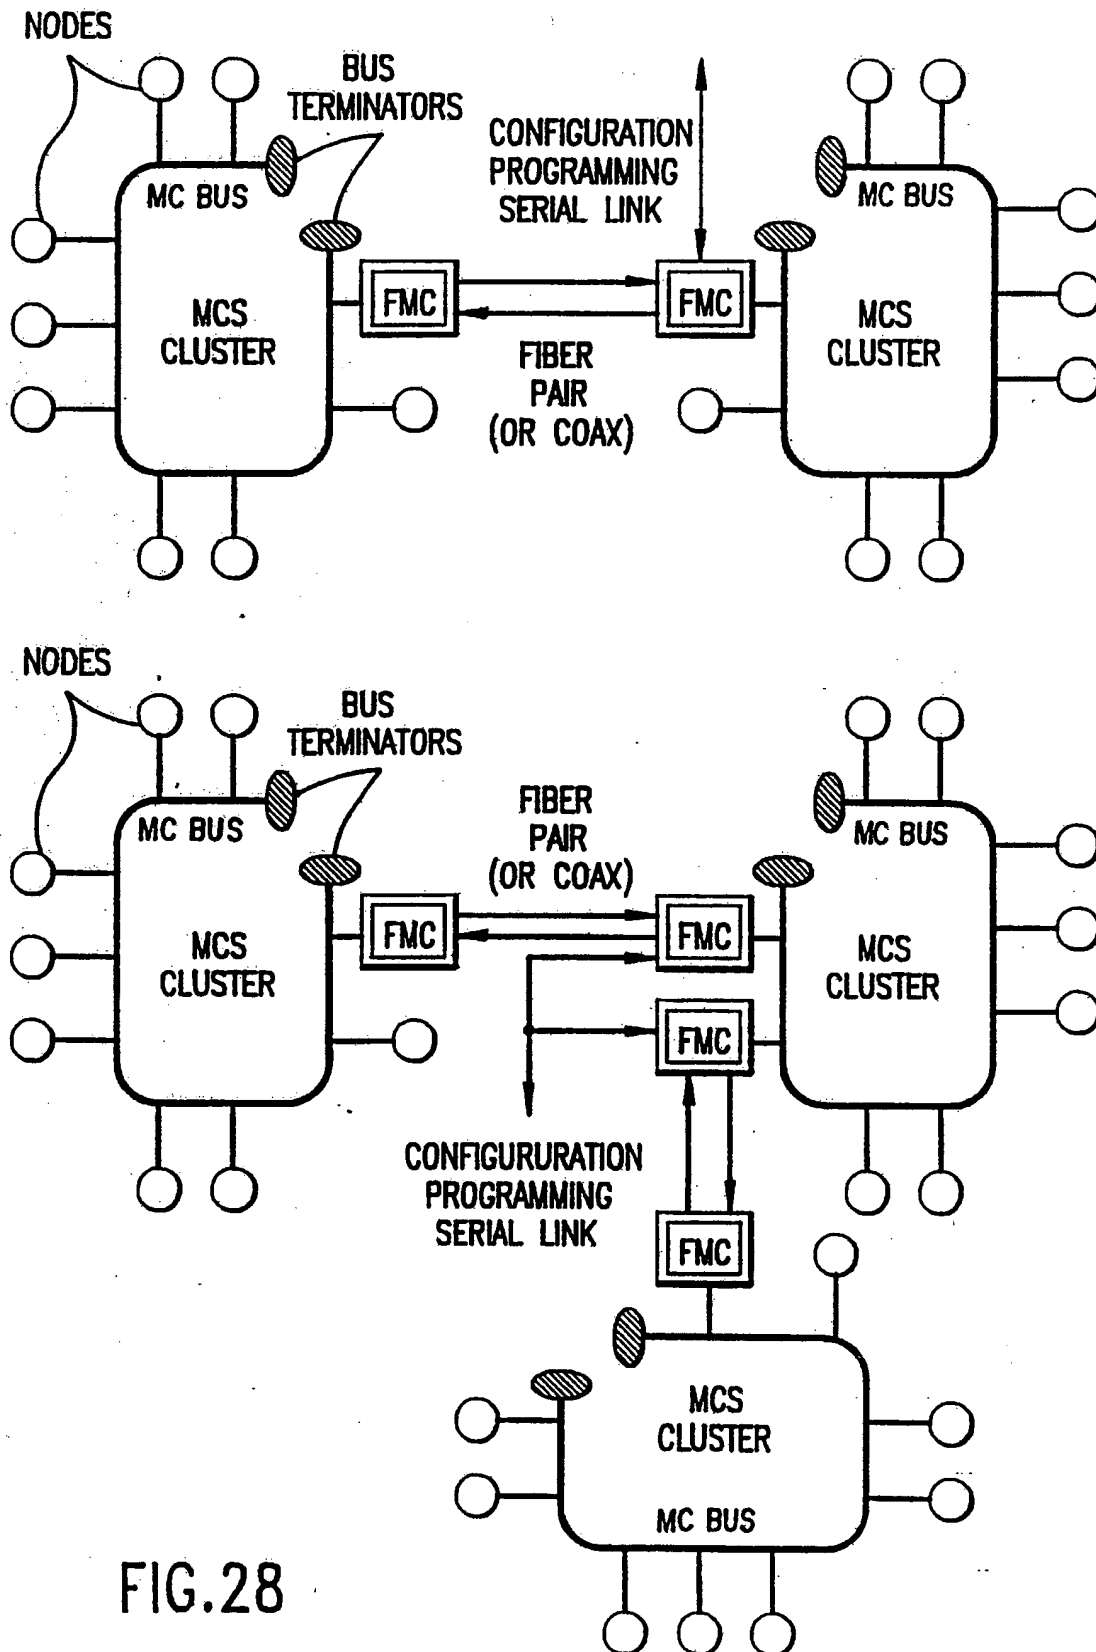 NODES
BUS
TERMINATORS
CONFIGURATION
PROGRAMMING
SERIAL LINK
MC BUS
MC BUS
MCS
CLUSTER
FMC
FMC
MCS
CLUSTER
FIBER
PAIR
(OR COAX)
NODES
BUS
TERMINATORS
FIBER
PAIR
(OR COAX)
MC BUS
MC BUS
MCS
CLUSTER
FMC
FMC
MCS
CLUSTER
FMC
CONFIGURURATION
PROGRAMMING
SERIAL LINK
FMC
MCS
CLUSTER
MC BUS
FIG.28